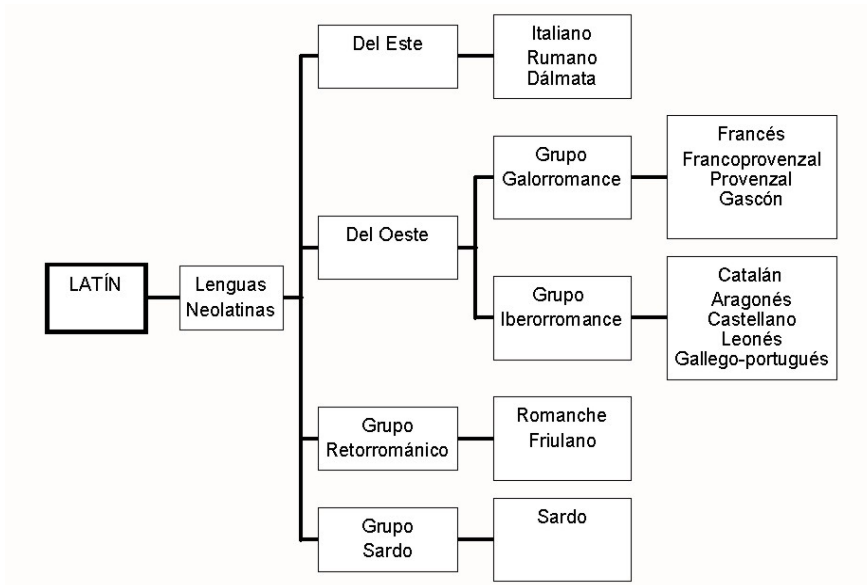 LATÍN
Lenguas
Neolatinas
Del Este
Italiano
Rumano
Dálmata
Del Oeste
Grupo
Galorromance
Francés
Francoprovenzal
Provenzal
Gascón
Grupo
Iberorromance
Catalán
Aragonés
Castellano
Leonés
Gallego-portugués
Grupo
Retorrománico
Romanche
Friulano
Grupo
Sardo
Sardo